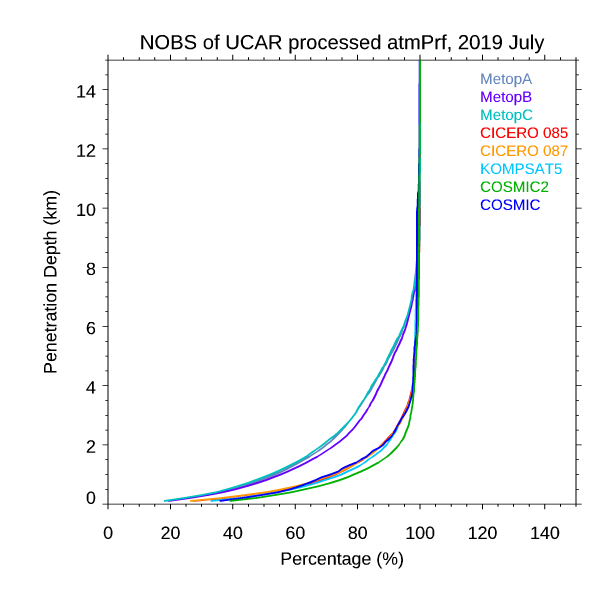 NOBS of UCAR processed atmPrf, 2019 July
MetopA
MetopB
MetopC
CICERO 085
CICERO 087
KOMPSAT5
COSMIC2
COSMIC
Penetration Depth (km)
14
12
10
8
6
4
2
0
0 20 40 60 80 100 120 140
Percentage (%)